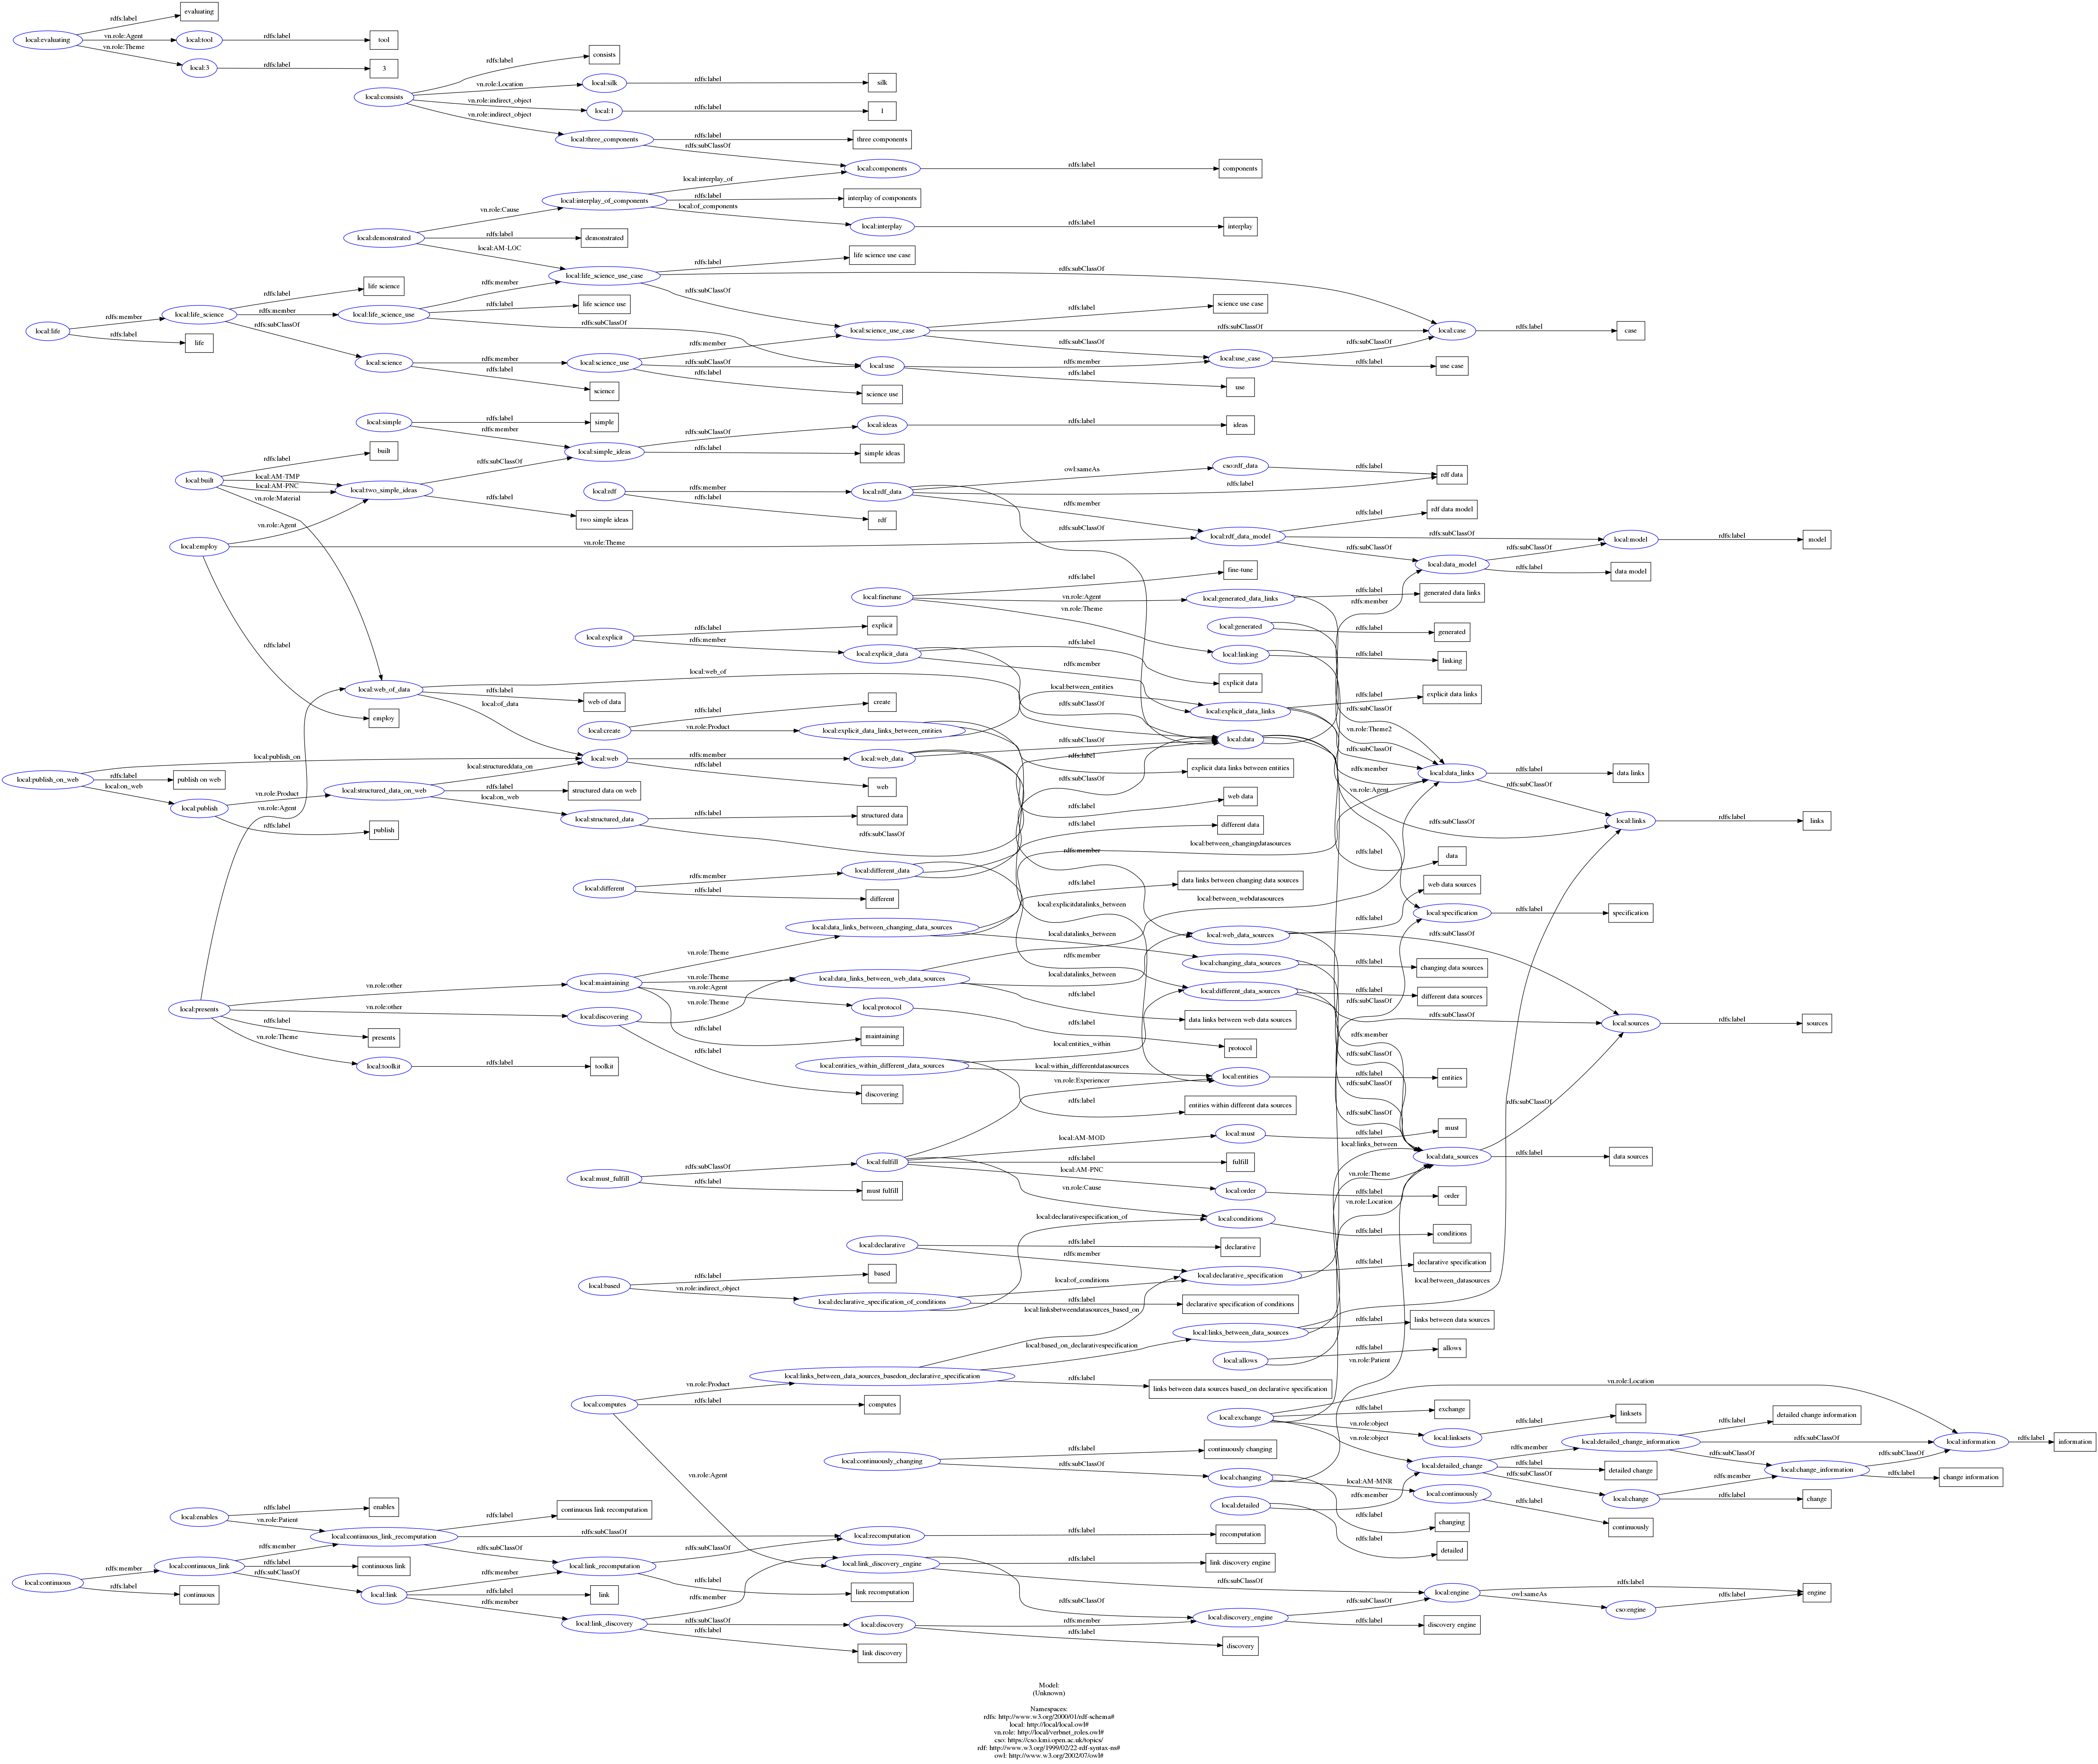 rdfs:label
evaluating
local:evaluating
vn.role:Agent
local:tool
rdfs:label
tool
vn.role:Theme
local:3
rdfs:label
3
rdfs:label
consists
local:consists
vn.role:Location
local:silk
rdfs:label
silk
vn.role:indirect_object
local:1
rdfs:label
1
vn.role:indirect_object
local:three_components
rdfs:label
three components
rdfs:subClassOf
local:components
rdfs:label
components
local:interplay_of
local:interplay_of_components
rdfs:label
interplay of components
local:of_components
local:interplay
rdfs:label
interplay
vn.role:Cause
local:demonstrated
rdfs:label
demonstrated
local:AM-LOC
local:life_science_use_case
rdfs:label
life science use case
rdfs:subClassOf
rdfs:subClassOf
local:life
rdfs:member
rdfs:label
life
local:life_science
rdfs:label
life science
rdfs:member
local:life_science_use
rdfs:member
rdfs:label
life science use
rdfs:subClassOf
rdfs:subClassOf
local:science
rdfs:member
rdfs:label
science
local:science_use
rdfs:member
rdfs:subClassOf
rdfs:label
science use
local:science_use_case
rdfs:label
science use case
rdfs:subClassOf
rdfs:subClassOf
local:use
rdfs:member
rdfs:label
use
local:use_case
rdfs:subClassOf
rdfs:label
use case
local:case
rdfs:label
case
local:simple
rdfs:label
simple
rdfs:member
local:simple_ideas
rdfs:subClassOf
local:ideas
rdfs:label
ideas
rdfs:label
simple ideas
local:built
rdfs:label
built
local:AM-TMP
local:AM-PNC
vn.role:Material
local:two_simple_ideas
rdfs:subClassOf
rdfs:label
two simple ideas
local:employ
vn.role:Agent
vn.role:Theme
rdfs:label
employ
local:rdf
rdfs:member
rdfs:label
rdf
local:rdf_data
owl:sameAs
cso:rdf_data
rdfs:label
rdf data
rdfs:label
rdfs:member
rdfs:subClassOf
local:rdf_data_model
rdfs:label
rdf data model
rdfs:subClassOf
rdfs:subClassOf
local:data_model
rdfs:subClassOf
rdfs:label
data model
local:model
rdfs:label
model
local:finetune
rdfs:label
fine-tune
vn.role:Agent
local:generated_data_links
rdfs:label
generated data links
vn.role:Theme
rdfs:member
local:generated
rdfs:label
generated
local:linking
rdfs:label
linking
local:explicit
rdfs:label
explicit
rdfs:member
local:explicit_data
rdfs:label
explicit data
rdfs:member
rdfs:subClassOf
local:web_of_data
local:web_of
rdfs:label
web of data
local:of_data
local:between_entities
local:explicit_data_links
rdfs:label
explicit data links
rdfs:subClassOf
vn.role:Theme2
rdfs:subClassOf
local:create
rdfs:label
create
vn.role:Product
local:explicit_data_links_between_entities
rdfs:label
explicit data links between entities
local:data
rdfs:member
vn.role:Agent
local:publish_on_web
local:publish_on
rdfs:label
publish on web
local:on_web
local:publish
vn.role:Product
rdfs:label
publish
vn.role:Agent
local:structured_data_on_web
local:structureddata_on
rdfs:label
structured data on web
local:on_web
local:web
rdfs:member
rdfs:label
web
local:web_data
rdfs:subClassOf
rdfs:label
web data
rdfs:member
local:structured_data
rdfs:label
structured data
rdfs:subClassOf
rdfs:subClassOf
local:data_links
rdfs:label
data links
rdfs:subClassOf
local:links
rdfs:label
links
rdfs:subClassOf
rdfs:label
data
local:different
rdfs:member
rdfs:label
different
local:different_data
rdfs:label
different data
rdfs:member
local:between_changingdatasources
local:data_links_between_changing_data_sources
rdfs:label
data links between changing data sources
local:datalinks_between
local:explicitdatalinks_between
local:between_webdatasources
local:web_data_sources
rdfs:label
web data sources
rdfs:subClassOf
local:specification
rdfs:label
specification
local:changing_data_sources
rdfs:label
changing data sources
local:different_data_sources
rdfs:label
different data sources
rdfs:subClassOf
rdfs:subClassOf
local:sources
rdfs:label
sources
local:presents
vn.role:other
vn.role:other
rdfs:label
presents
vn.role:Theme
local:toolkit
rdfs:label
toolkit
local:maintaining
vn.role:Theme
vn.role:Theme
vn.role:Agent
rdfs:label
maintaining
local:discovering
vn.role:Theme
rdfs:label
discovering
local:data_links_between_web_data_sources
local:datalinks_between
rdfs:label
data links between web data sources
local:protocol
rdfs:label
protocol
local:entities_within_different_data_sources
local:entities_within
local:within_differentdatasources
rdfs:label
entities within different data sources
local:entities
rdfs:label
entities
rdfs:member
rdfs:subClassOf
rdfs:subClassOf
rdfs:subClassOf
vn.role:Experiencer
local:must_fulfill
rdfs:subClassOf
rdfs:label
must fulfill
local:fulfill
local:AM-MOD
local:must
rdfs:label
must
rdfs:label
fulfill
local:AM-PNC
local:order
rdfs:label
order
vn.role:Cause
local:conditions
rdfs:label
conditions
local:links_between
local:data_sources
rdfs:label
data sources
rdfs:subClassOf
vn.role:Theme
vn.role:Location
local:declarativespecification_of
local:declarative
rdfs:label
declarative
rdfs:member
local:declarative_specification
rdfs:label
declarative specification
local:based
rdfs:label
based
vn.role:indirect_object
local:declarative_specification_of_conditions
local:of_conditions
rdfs:label
declarative specification of conditions
local:linksbetweendatasources_based_on
local:between_datasources
local:links_between_data_sources
rdfs:label
links between data sources
local:based_on_declarativespecification
local:allows
rdfs:label
allows
local:links_between_data_sources_basedon_declarative_specification
rdfs:label
links between data sources based_on declarative specification
local:computes
vn.role:Product
rdfs:label
computes
vn.role:Agent
vn.role:Patient
local:exchange
vn.role:Location
rdfs:label
exchange
vn.role:object
local:linksets
rdfs:label
linksets
vn.role:object
local:detailed_change
rdfs:member
rdfs:label
detailed change
rdfs:subClassOf
local:detailed_change_information
rdfs:label
detailed change information
rdfs:subClassOf
rdfs:subClassOf
local:information
rdfs:label
information
local:change_information
rdfs:subClassOf
rdfs:label
change information
local:change
rdfs:member
rdfs:label
change
local:continuously_changing
rdfs:label
continuously changing
rdfs:subClassOf
local:changing
local:AM-MNR
local:continuously
rdfs:label
continuously
rdfs:label
changing
local:detailed
rdfs:member
rdfs:label
detailed
local:enables
rdfs:label
enables
vn.role:Patient
local:continuous_link_recomputation
rdfs:label
continuous link recomputation
rdfs:subClassOf
rdfs:subClassOf
local:recomputation
rdfs:label
recomputation
local:continuous
rdfs:member
rdfs:label
continuous
local:continuous_link
rdfs:member
rdfs:label
continuous link
rdfs:subClassOf
local:link
rdfs:member
rdfs:label
link
rdfs:member
local:link_recomputation
rdfs:subClassOf
rdfs:label
link recomputation
local:link_discovery
rdfs:member
rdfs:subClassOf
rdfs:label
link discovery
local:link_discovery_engine
rdfs:label
link discovery engine
rdfs:subClassOf
rdfs:subClassOf
local:discovery
rdfs:member
rdfs:label
discovery
local:discovery_engine
rdfs:subClassOf
rdfs:label
discovery engine
local:engine
rdfs:label
engine
owl:sameAs
cso:engine
rdfs:label
Model:
(Unknown)
Namespaces:
rdfs: http://www.w3.org/2000/01/rdf-schema#
local: http://local/local.owl#
vn.role: http://local/verbnet_roles.owl#
cso: https://cso.kmi.open.ac.uk/topics/
rdf: http://www.w3.org/1999/02/22-rdf-syntax-ns#
owl: http://www.w3.org/2002/07/owl#